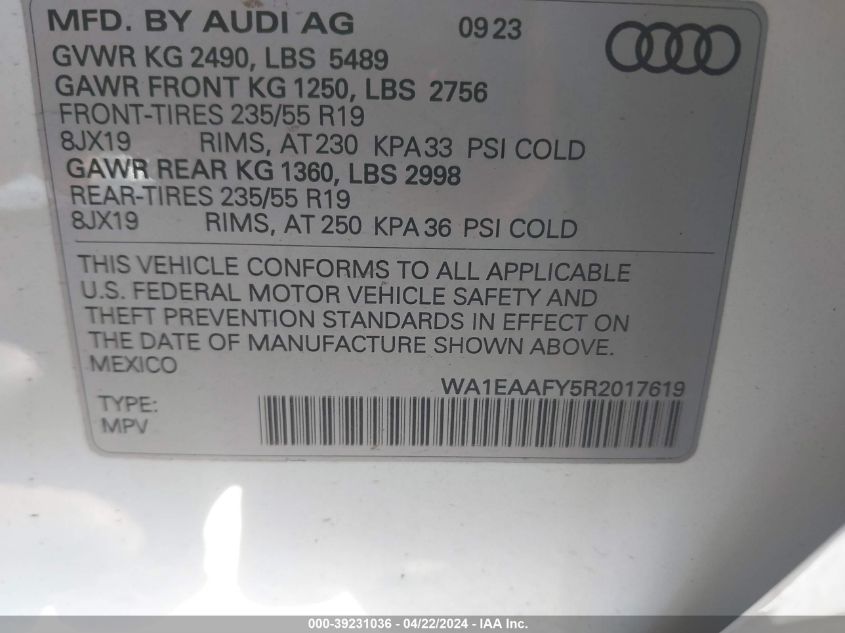 MFD. BY AUDI AG 09 23
GVWR KG 2490, LBS 5489
GAWR FRONT KG 1250, LBS 2756
FRONT-TIRES 235/55 R19
8JX19 RIMS, AT 230 KPA 33 PSI COLD
GAWR REAR KG 1360, LBS 2998
REAR-TIRES 235/55 R19
8JX19 RIMS, AT 250 KPA 36 PSI COLD
THIS VEHICLE CONFORMS TO ALL APPLICABLE
U.S. FEDERAL MOTOR VEHICLE SAFETY AND
THEFT PREVENTION STANDARDS IN EFFECT ON
THE DATE OF MANUFACTURE SHOWN ABOVE.
MEXICO
WA1EAAFY5R2017619
TYPE:
MPV
000-39231036 - 04/22/2024 - IAA Inc.